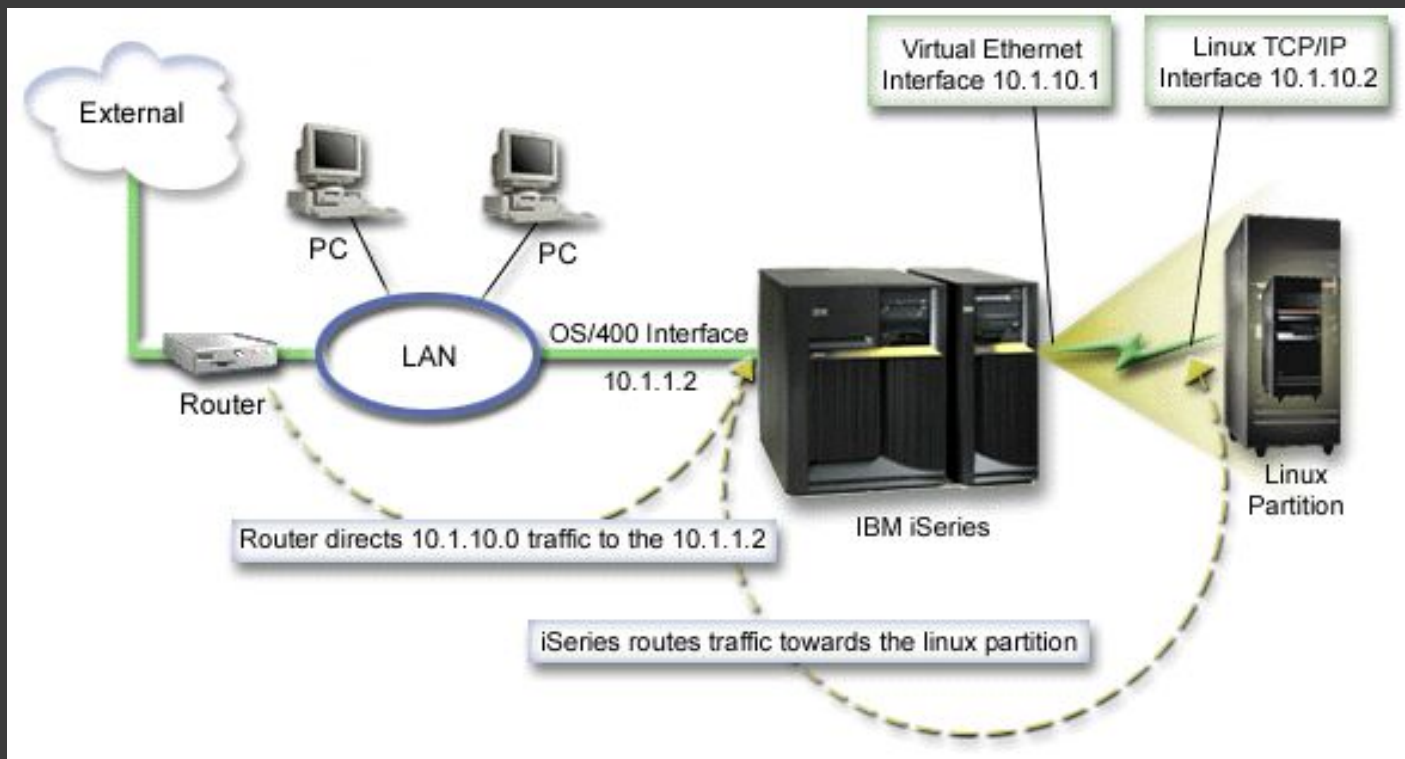 External
PC
PC
Router
LAN
OS/400 Interface
10.1.1.2
Virtual Ethernet
Interface 10.1.10.1
Linux TCP/IP
Interface 10.1.10.2
IBM iSeries
Linux
Partition
Router directs 10.1.10.0 traffic to the 10.1.1.2
iSeries routes traffic towards the linux partition